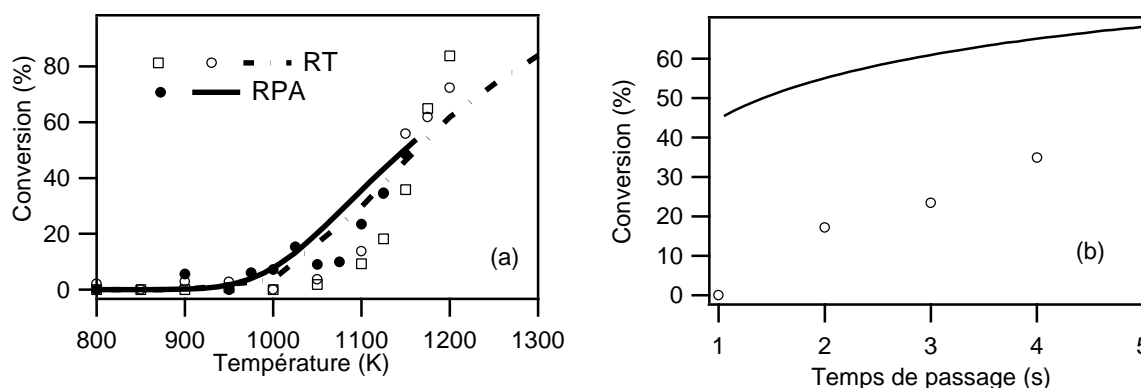 Conversion (%)
80
60
40
20
0
RT
RPA
(a)
800 900 1000 1100 1200 1300
Température (K)
Conversion (%)
60
50
40
30
20
10
0
(b)
1 2 3 4 5
Temps de passage (s)